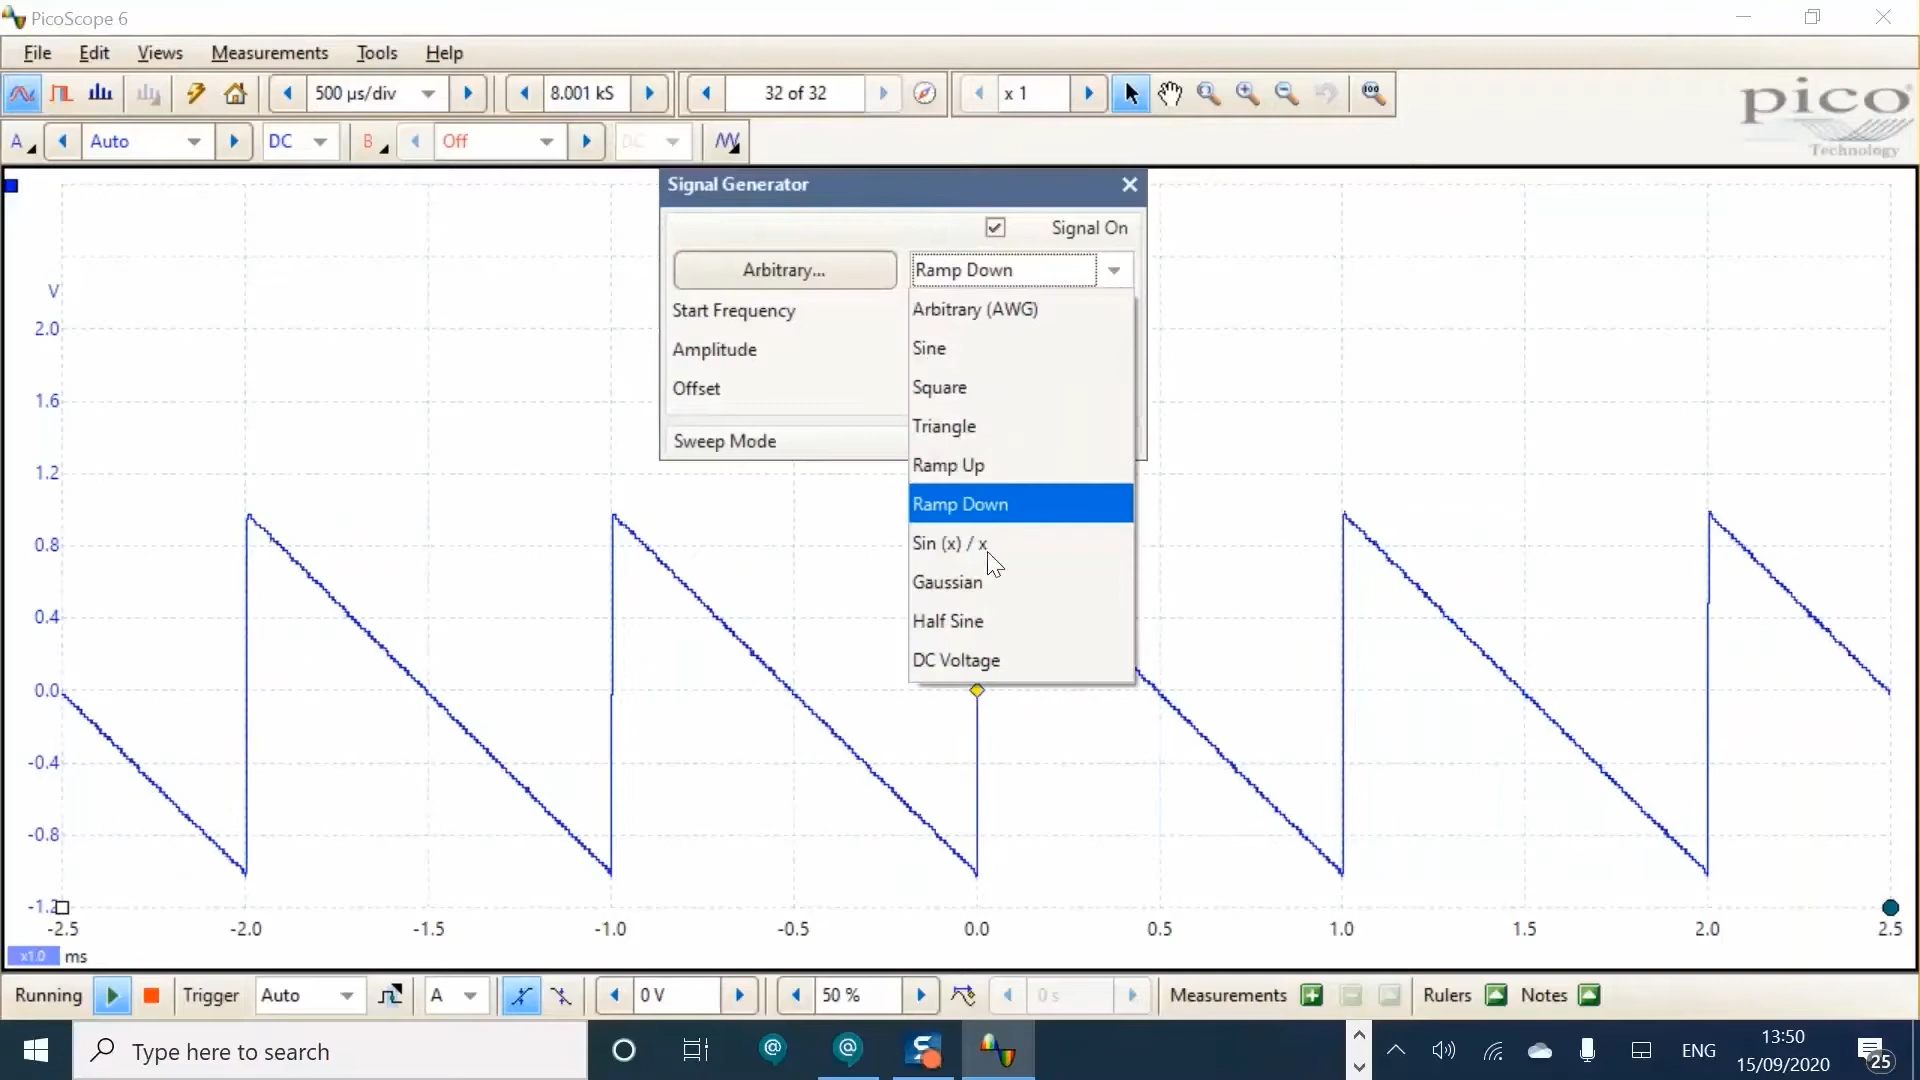 PicoScope 6
File Edit Views Measurements Tools Help
500 µs/div 8.001 kS 32 of 32 x 1
pico
Technology
A Auto DC B Off DC
Signal Generator
Signal On
Arbitrary... Ramp Down
Start Frequency
Amplitude
Offset
Sweep Mode
Arbitrary (AWG)
Sine
Square
Triangle
Ramp Up
Ramp Down
Sin (x) / x
Gaussian
Half Sine
DC Voltage
V
2.0
1.6
1.2
0.8
0.4
0.0
-0.4
-0.8
-1.2
-2.5 -2.0 -1.5 -1.0 -0.5 0.0 0.5 1.0 1.5 2.0 2.5
x1.0 ms
Running Trigger Auto A 0 V 50 % 0 s Measurements Rulers Notes
Type here to search
ENG
13:50
15/09/2020
25